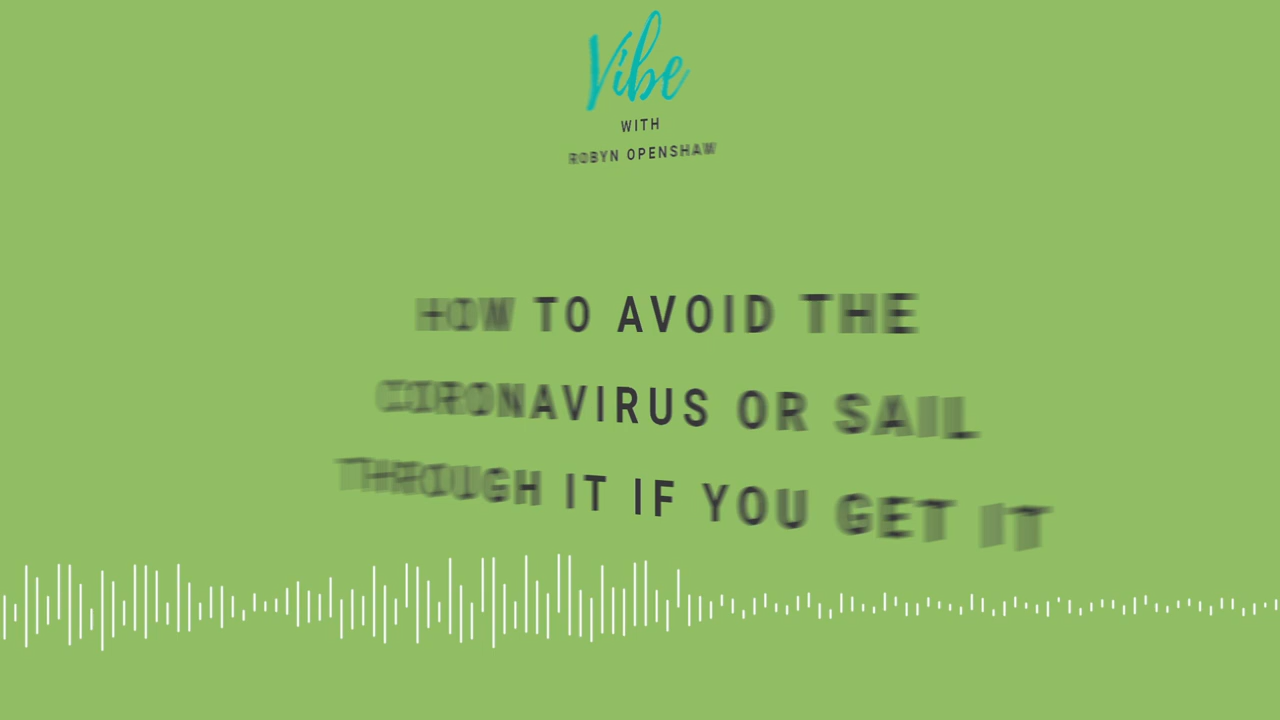 Vibe
WITH
ROBYN OPENSHAW
HOW TO AVOID THE
CORONAVIRUS OR SAIL
THROUGH IT IF YOU GET IT